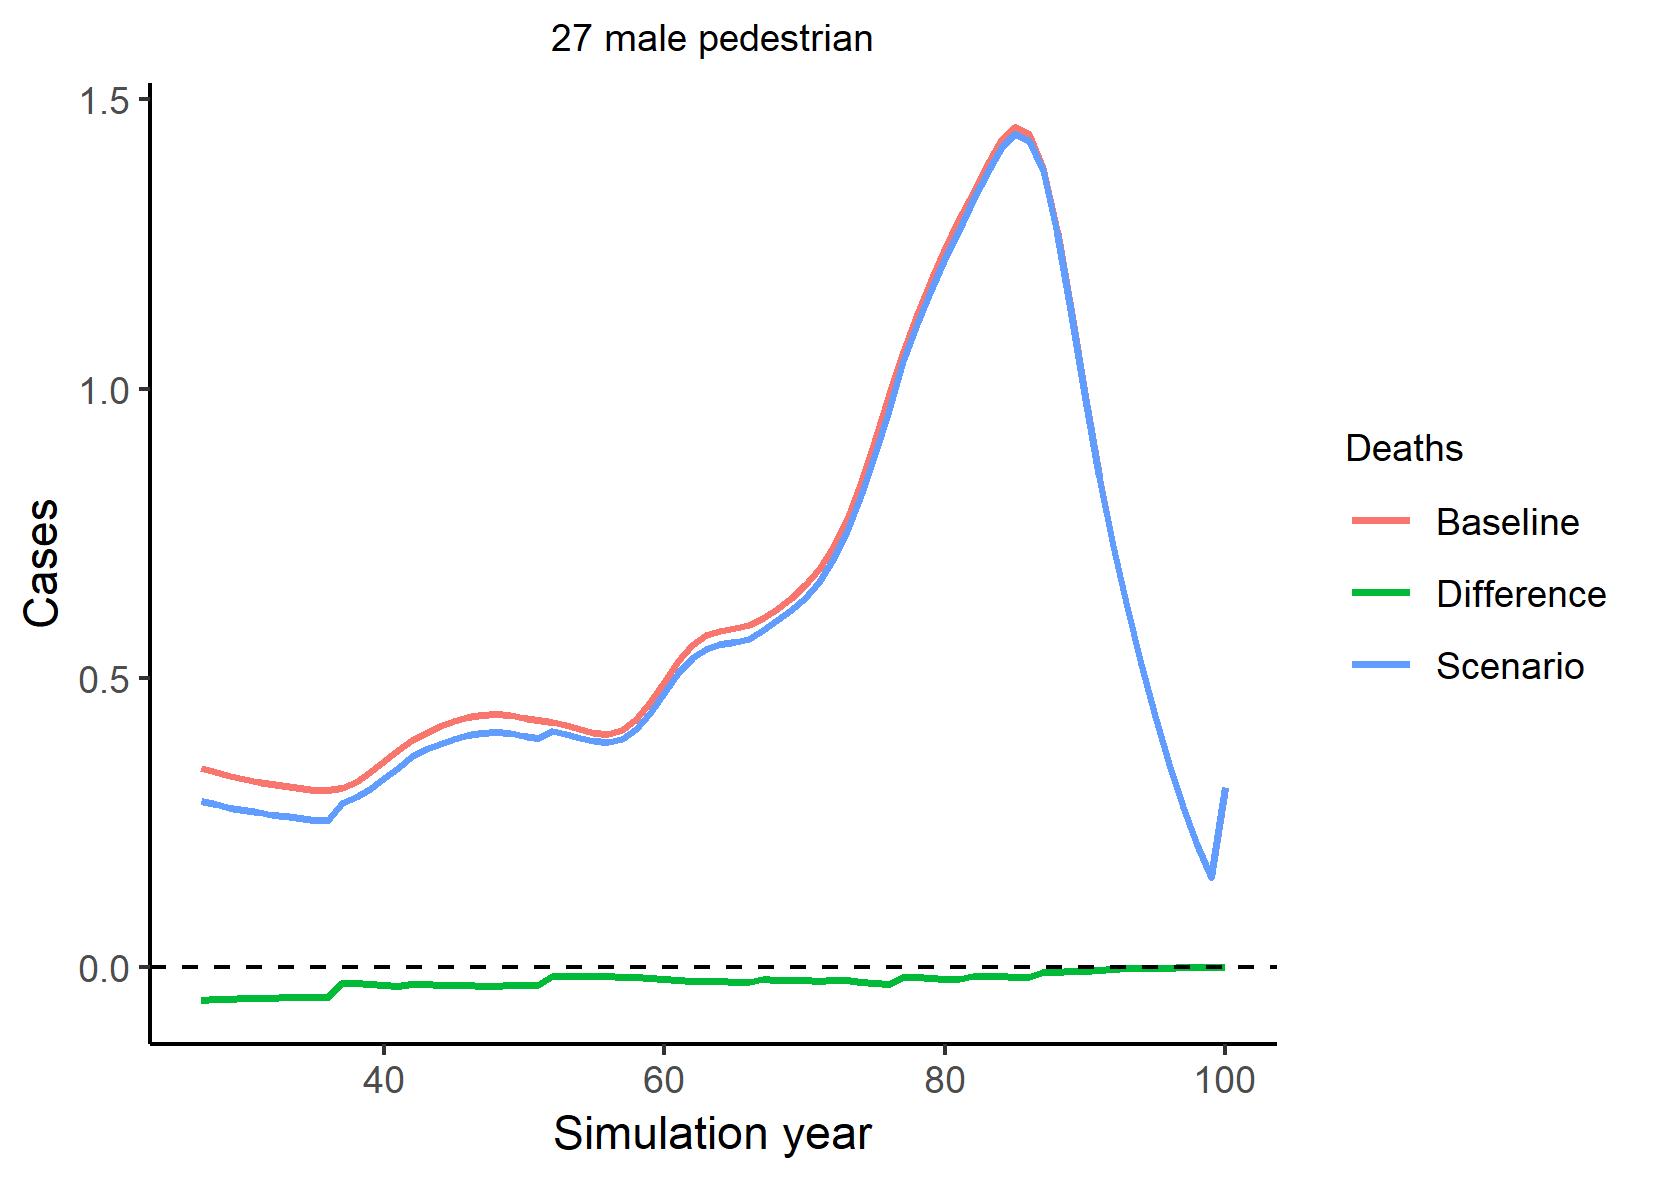 27 male pedestrian
1.5
1.0
0.5
0.0
Cases
40 60 80 100
Simulation year
Deaths
Baseline
Difference
Scenario